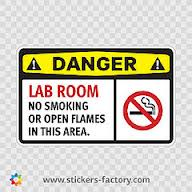 DANGER
LAB ROOM
NO SMOKING
OR OPEN FLAMES
IN THIS AREA.
www.stickers-factory.com